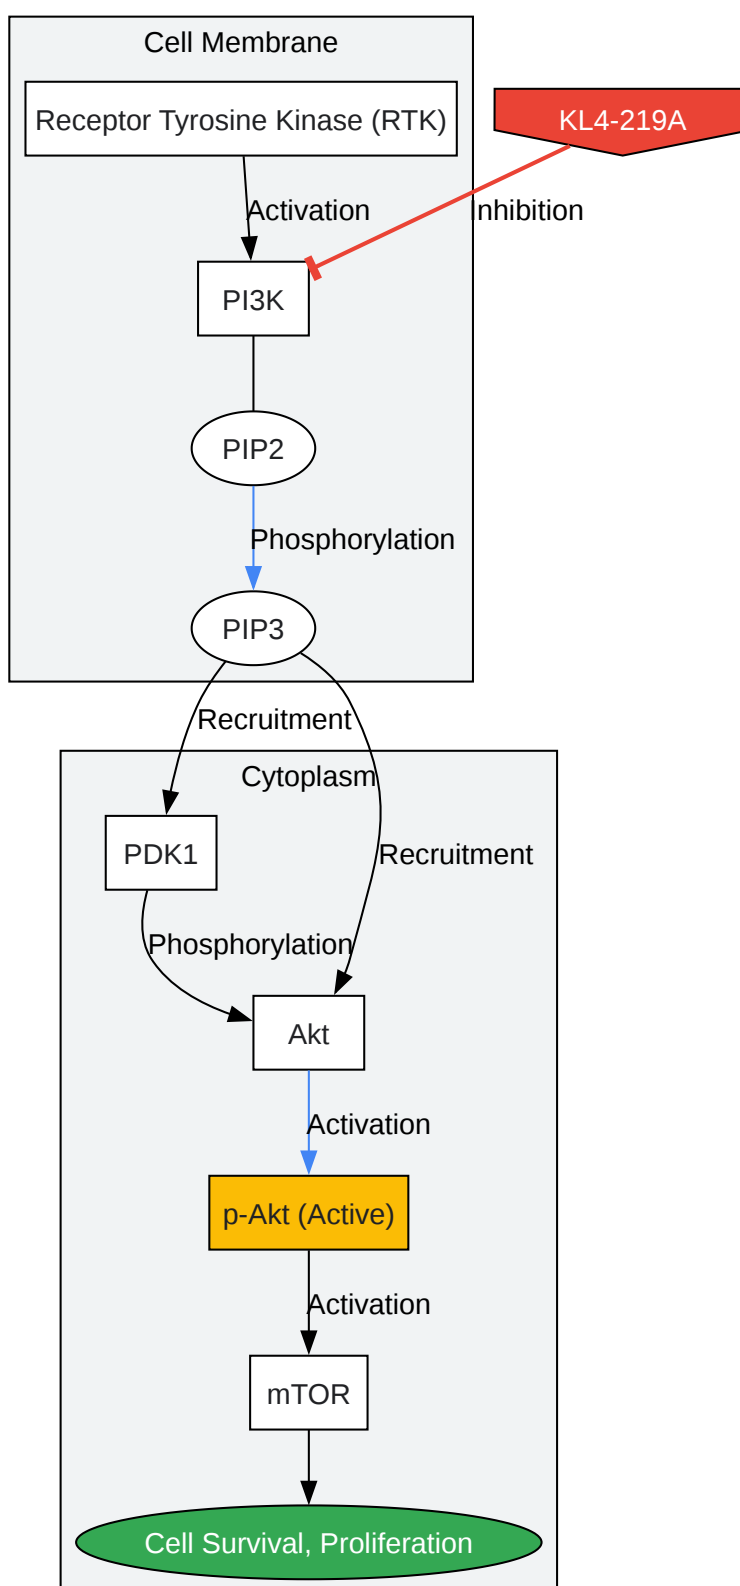 Cell Membrane
Receptor Tyrosine Kinase (RTK)
KL4-219A
Activation
Inhibition
PI3K
PIP2
Phosphorylation
PIP3
Recruitment
Cytoplasm
PDK1
Recruitment
Phosphorylation
Akt
Activation
p-Akt (Active)
Activation
mTOR
Cell Survival, Proliferation